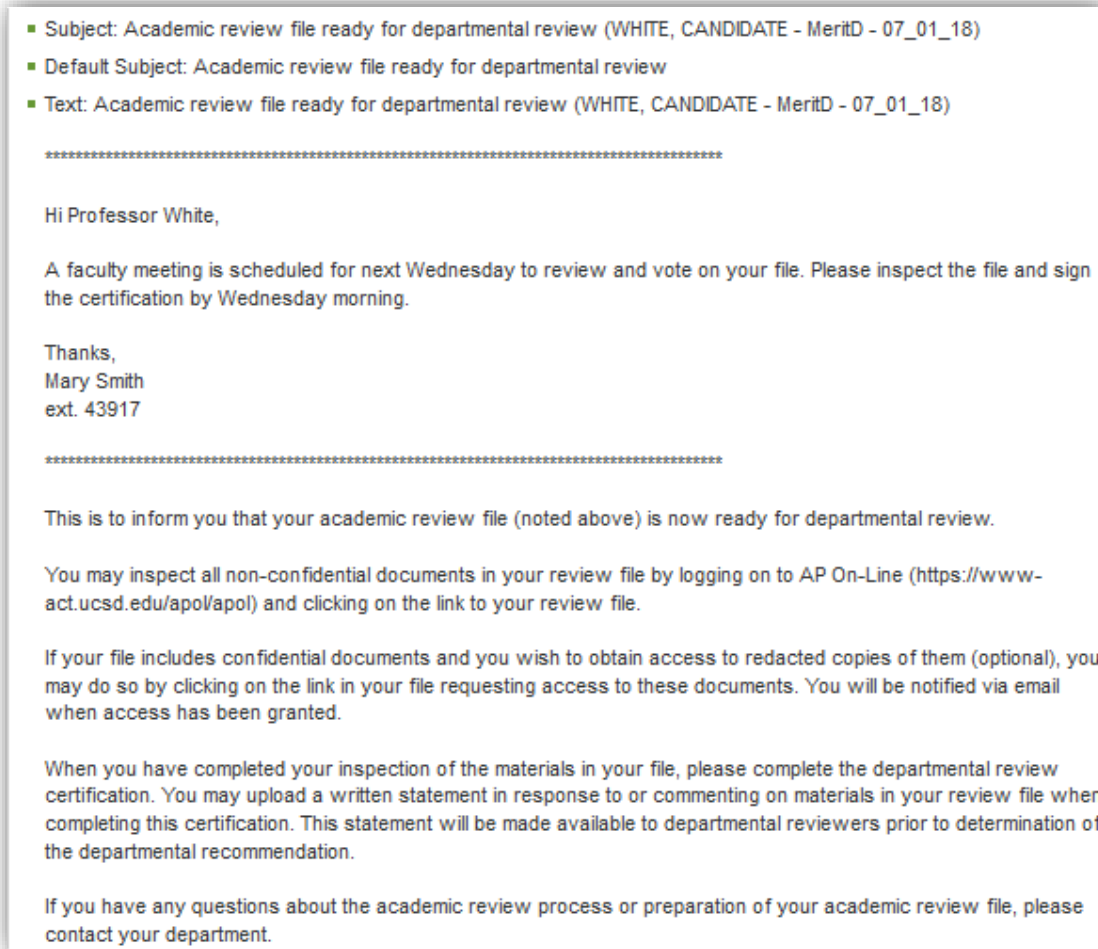 ▪ Subject: Academic review file ready for departmental review (WHITE, CANDIDATE - MeritD - 07_01_18)
▪ Default Subject: Academic review file ready for departmental review
▪ Text: Academic review file ready for departmental review (WHITE, CANDIDATE - MeritD - 07_01_18)
******************************************************************************************
Hi Professor White,
A faculty meeting is scheduled for next Wednesday to review and vote on your file. Please inspect the file and sign
the certification by Wednesday morning.
Thanks,
Mary Smith
ext. 43917
******************************************************************************************
This is to inform you that your academic review file (noted above) is now ready for departmental review.
You may inspect all non-confidential documents in your review file by logging on to AP On-Line (https://www-
act.ucsd.edu/apol/apol) and clicking on the link to your review file.
If your file includes confidential documents and you wish to obtain access to redacted copies of them (optional), you
may do so by clicking on the link in your file requesting access to these documents. You will be notified via email
when access has been granted.
When you have completed your inspection of the materials in your file, please complete the departmental review
certification. You may upload a written statement in response to or commenting on materials in your review file when
completing this certification. This statement will be made available to departmental reviewers prior to determination of
the departmental recommendation.
If you have any questions about the academic review process or preparation of your academic review file, please
contact your department.